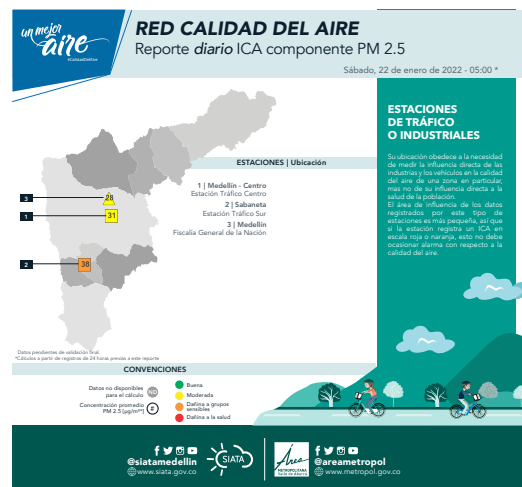 un mejor
aire
#CalidadDelAire
RED CALIDAD DEL AIRE
Reporte diario ICA componente PM 2.5
Sábado, 22 de enero de 2022 - 05:00 *
ESTACIONES
DE TRÁFICO
O INDUSTRIALES
Su ubicación obedece a la necesidad
de medir la influencia directa de las
industrias y los vehículos en la calidad
del aire de una zona en particular,
mas no de su influencia directa a la
salud de la población.
El área de influencia de los datos
registrados por este tipo de
estaciones es más pequeña, así que
si la estación registra un ICA en
escala roja o naranja, esto no debe
ocasionar alarma con respecto a la
calidad del aire.
ESTACIONES | Ubicación
1 | Medellín - Centro
Estación Tráfico Centro
2 | Sabaneta
Estación Tráfico Sur
3 | Medellín
Fiscalía General de la Nación
3
28
1
31
2
38
Datos pendientes de validación final.
*Cálculos a partir de registros de 24 horas previas a este reporte
CONVENCIONES
Datos no disponibles
para el cálculo
Concentración promedio
PM 2.5 [µg/m³]
#
Buena
Moderada
Dañina a grupos
sensibles
Dañina a la salud
@siatamedellin
www.siata.gov.co
SIATA
Área
METROPOLITANA
Valle de Aburrá
@areametropol
www.metropol.gov.co